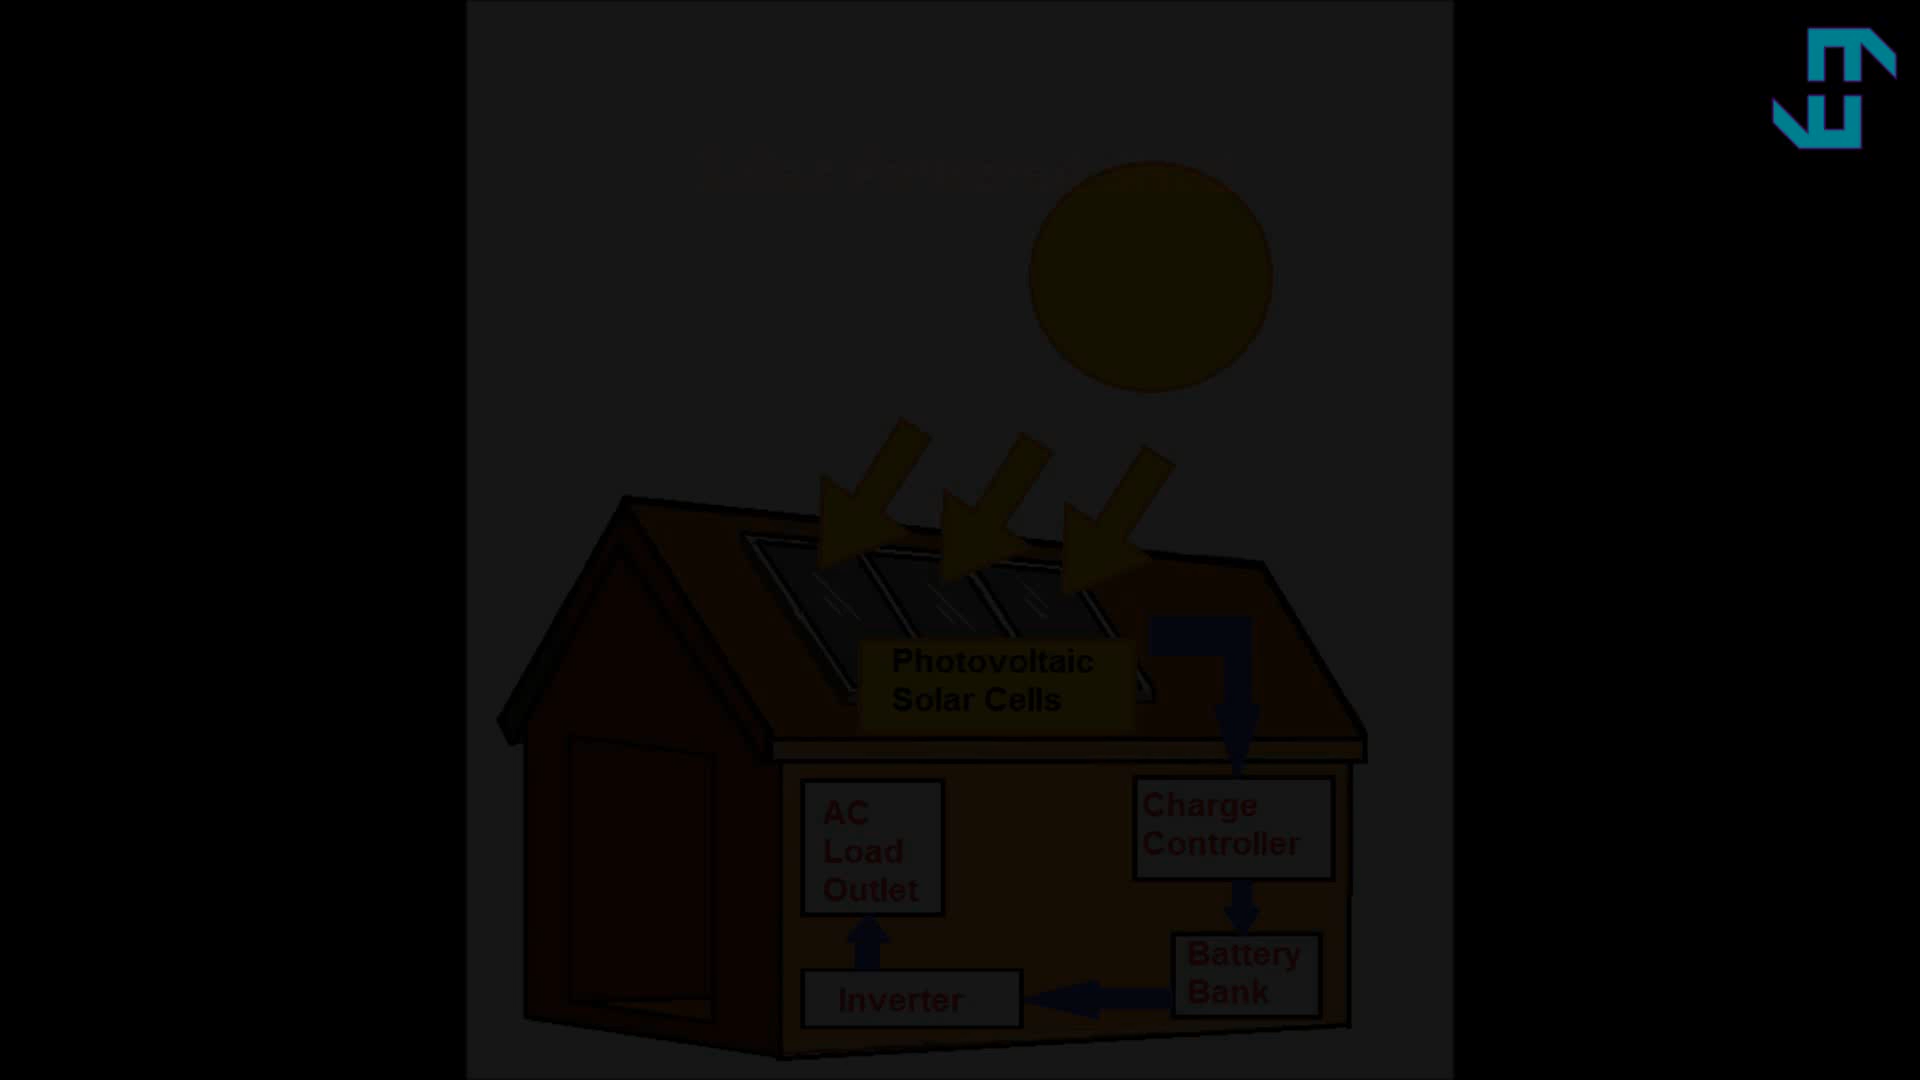 Photovoltaic
Solar Cells
AC
Load
Outlet
Charge
Controller
Battery
Bank
Inverter